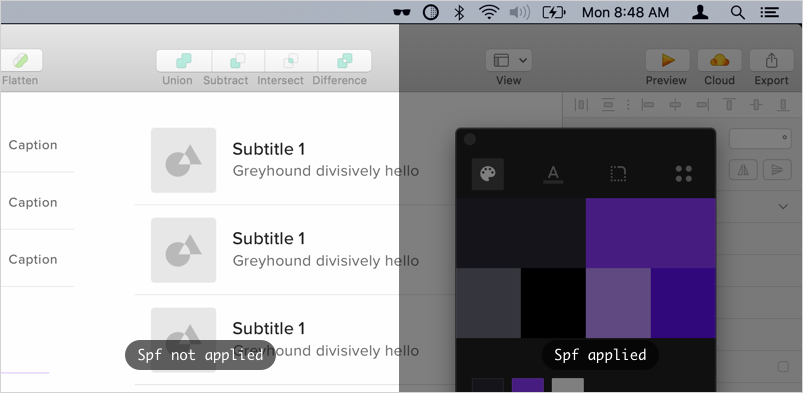 Mon 8:48 AM
Flatten
Union
Subtract
Intersect
Difference
View
Preview
Cloud
Export
Caption
Subtitle 1
Greyhound divisively hello
A
Caption
Subtitle 1
Greyhound divisively hello
Caption
Subtitle 1
Greyhound divisively hello
Spf not applied
Spf applied